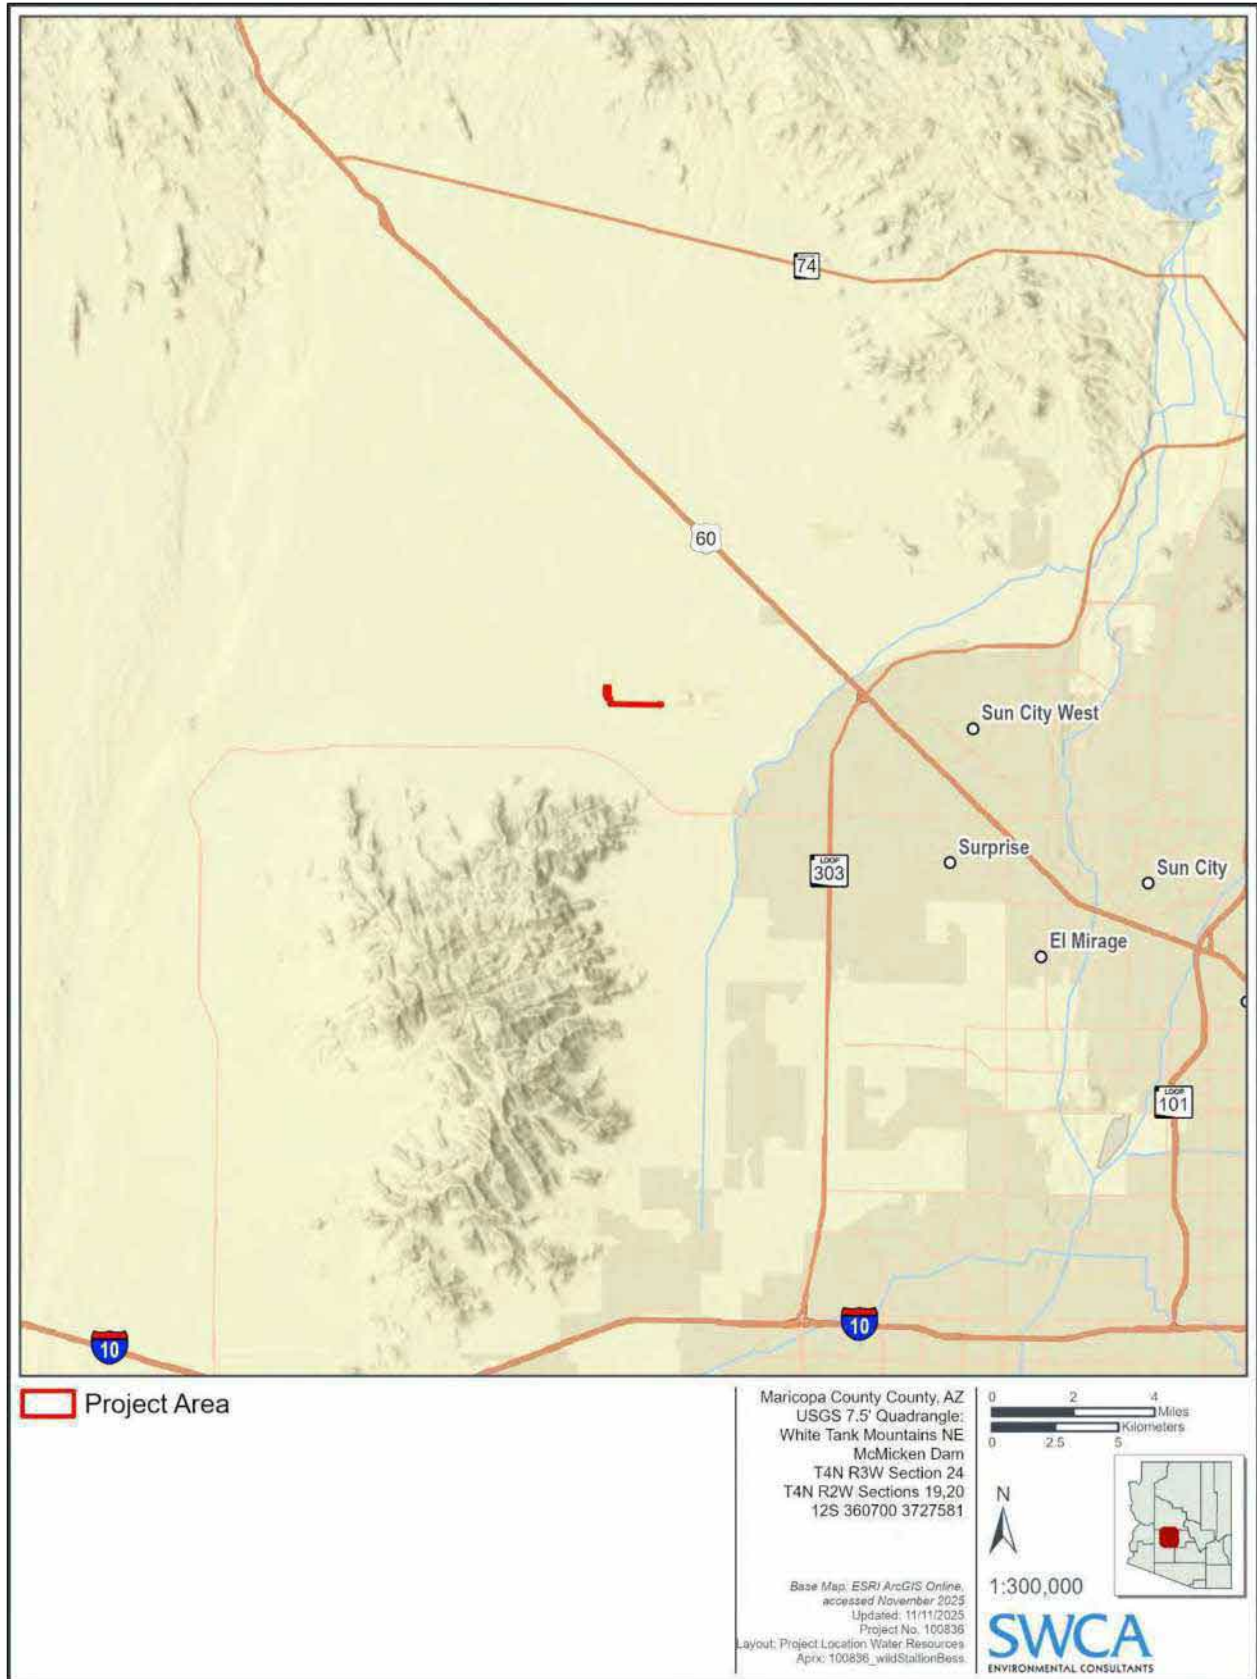 74
60
Sun City West
LOOP
303
Surprise
Sun City
El Mirage
LOOP
101
10
10
Project Area
Maricopa County County, AZ
USGS 7.5' Quadrangle:
White Tank Mountains NE
McMicken Dam
T4N R3W Section 24
T4N R2W Sections 19,20
12S 360700 3727581
Base Map: ESRI ArcGIS Online,
accessed November 2025
Updated: 11/11/2025
Project No. 100836
Layout: Project Location Water Resources
Aprx: 100836_wildStallionBess
0 2 4
Miles
Kilometers
0 2.5 5
N
1:300,000
SWCA
ENVIRONMENTAL CONSULTANTS